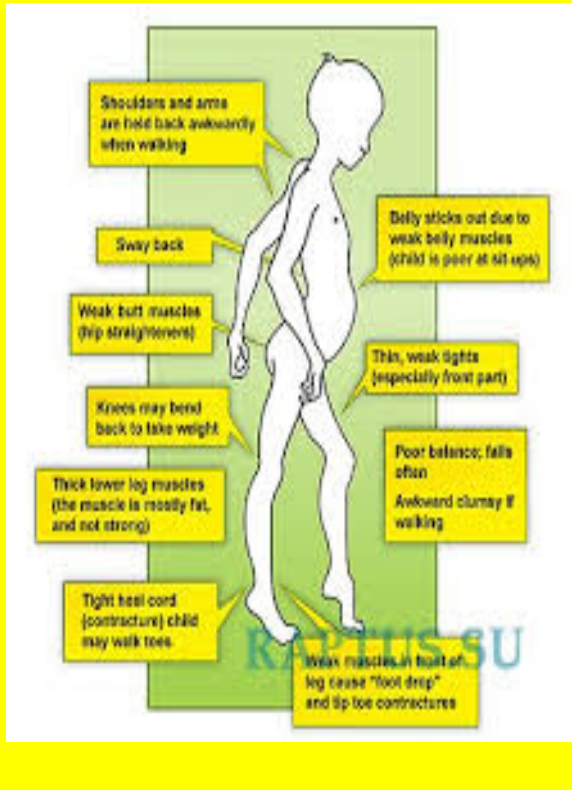 Shoulders and arms
are held back awkwardly
when walking
Sway back
Belly sticks out due to
weak belly muscles
(child is poor at sit-ups)
Weak butt muscles
(hip straighteners)
Thin, weak tights
(especially front part)
Knees may bend
back to take weight
Poor balance; falls
often
Awkward clumsy if
walking
Thick lower leg muscles
(the muscle is mostly fat,
and not strong)
Tight heel cord
(contracture) child
may walk toes
RAPTUS.SU
Weak muscles in front of
leg cause "foot drop"
and tip toe contractures